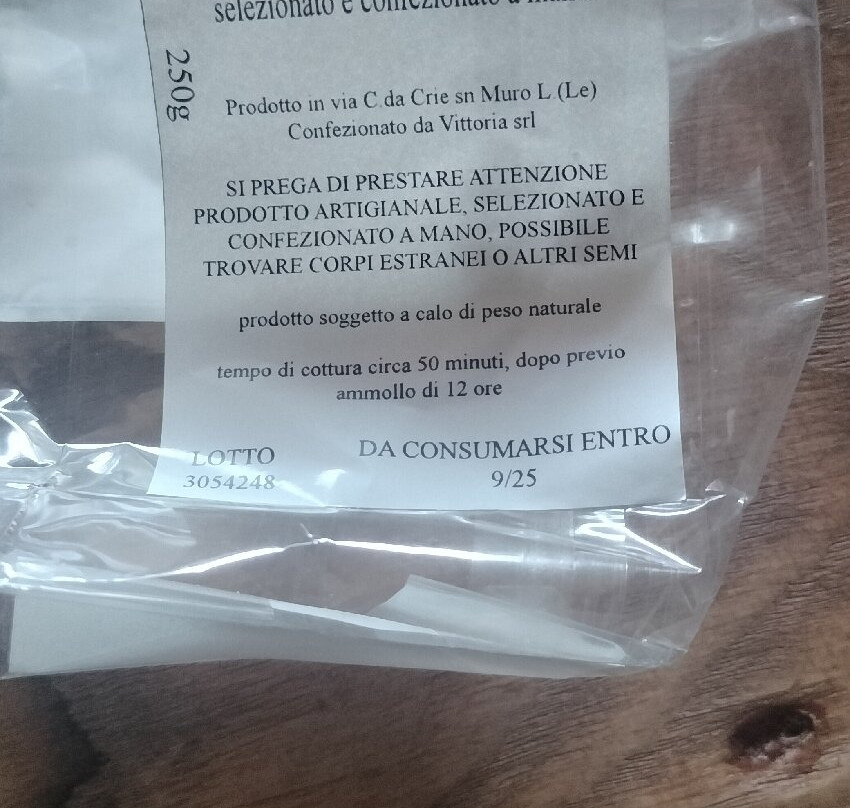 selezionato e confezionato a
250g
Prodotto in via C.da Crie sn Muro L.(Le)
Confezionato da Vittoria srl
SI PREGA DI PRESTARE ATTENZIONE
PRODOTTO ARTIGIANALE, SELEZIONATO E
CONFEZIONATO A MANO, POSSIBILE
TROVARE CORPI ESTRANEI O ALTRI SEMI
prodotto soggetto a calo di peso naturale
tempo di cottura circa 50 minuti, dopo previo
ammollo di 12 ore
LOTTO
3054248
DA CONSUMARSI ENTRO
9/25